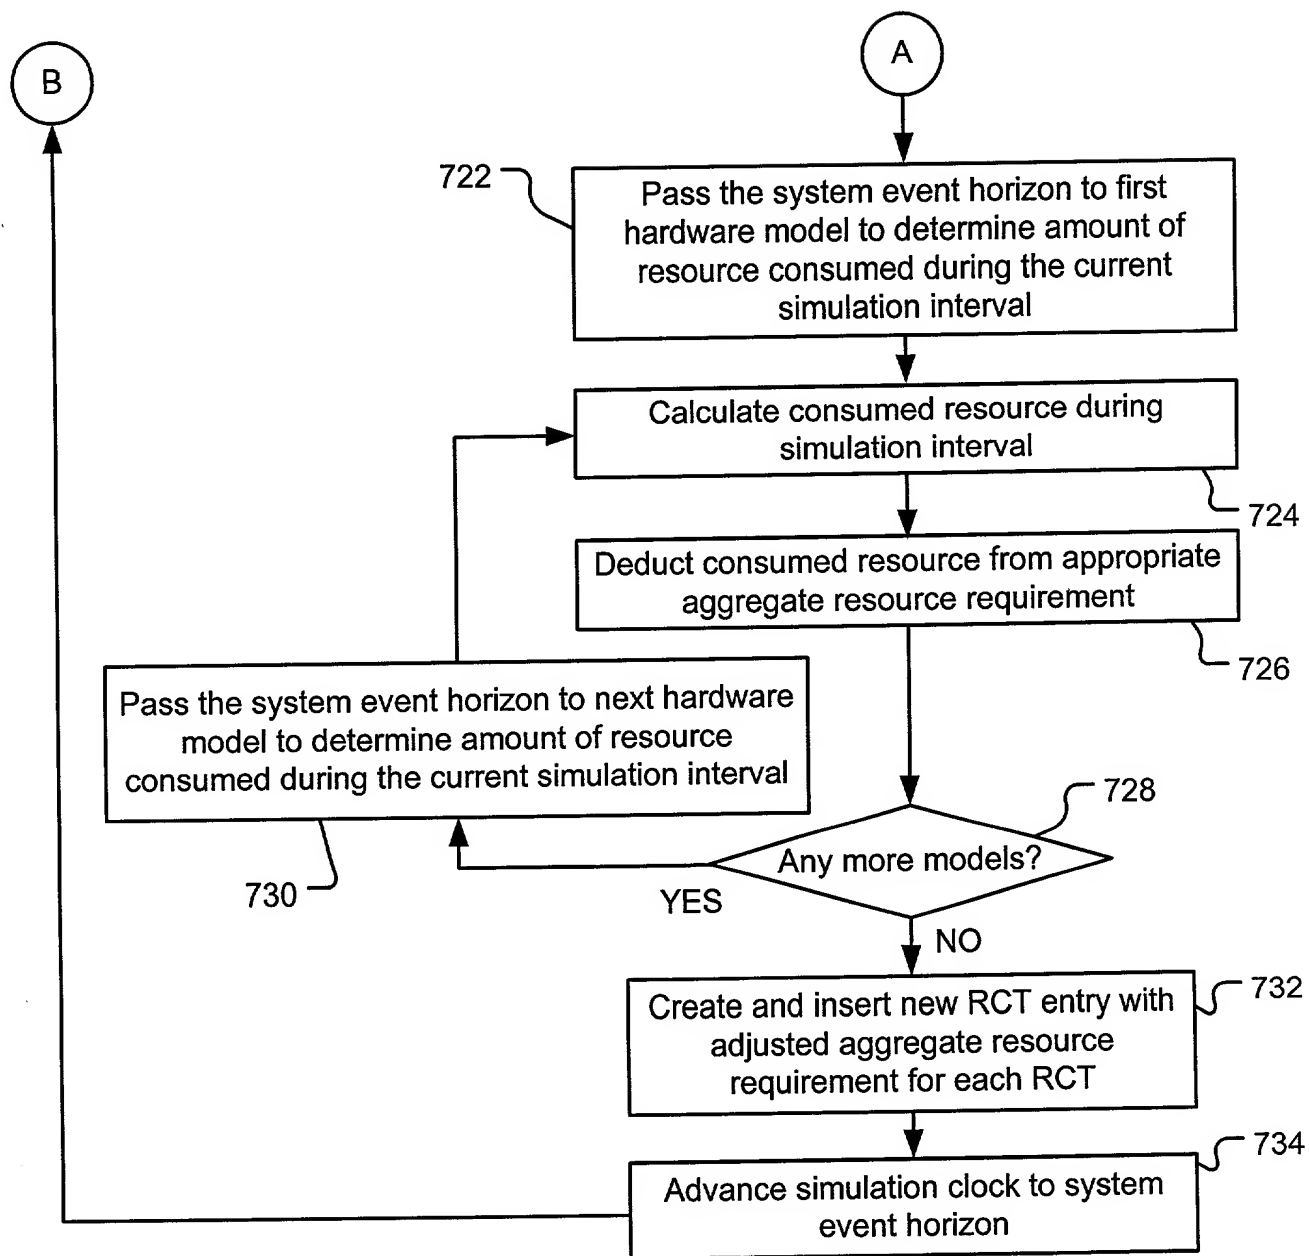 B
A
722
Pass the system event horizon to first
hardware model to determine amount of
resource consumed during the current
simulation interval
Calculate consumed resource during
simulation interval
724
Deduct consumed resource from appropriate
aggregate resource requirement
726
Pass the system event horizon to next hardware
model to determine amount of resource
consumed during the current simulation interval
730
728
Any more models?
YES
NO
732
Create and insert new RCT entry with
adjusted aggregate resource
requirement for each RCT
734
Advance simulation clock to system
event horizon